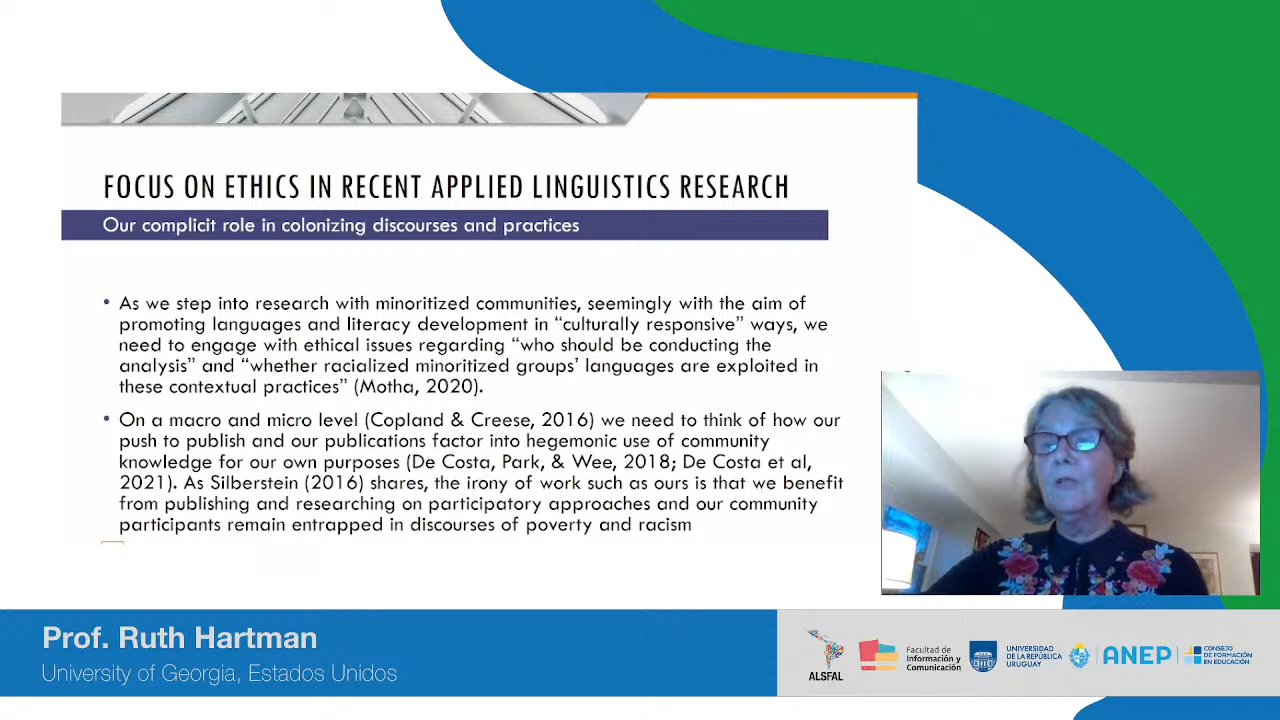 FOCUS ON ETHICS IN RECENT APPLIED LINGUISTICS RESEARCH
Our complicit role in colonizing discourses and practices
• As we step into research with minoritized communities, seemingly with the aim of
promoting languages and literacy development in “culturally responsive” ways, we
need to engage with ethical issues regarding “who should be conducting the
analysis” and “whether racialized minoritized groups’ languages are exploited in
these contextual practices” (Motha, 2020).
• On a macro and micro level (Copland & Creese, 2016) we need to think of how our
push to publish and our publications factor into hegemonic use of community
knowledge for our own purposes (De Costa, Park, & Wee, 2018; De Costa et al,
2021). As Silberstein (2016) shares, the irony of work such as ours is that we benefit
from publishing and researching on participatory approaches and our community
participants remain entrapped in discourses of poverty and racism
Prof. Ruth Hartman
University of Georgia, Estados Unidos
ALSFAL
Facultad de
Información y
Comunicación
UNIVERSIDAD
DE LA REPÚBLICA
URUGUAY
ANEP
CONSEJO
DE FORMACIÓN
EN EDUCACIÓN